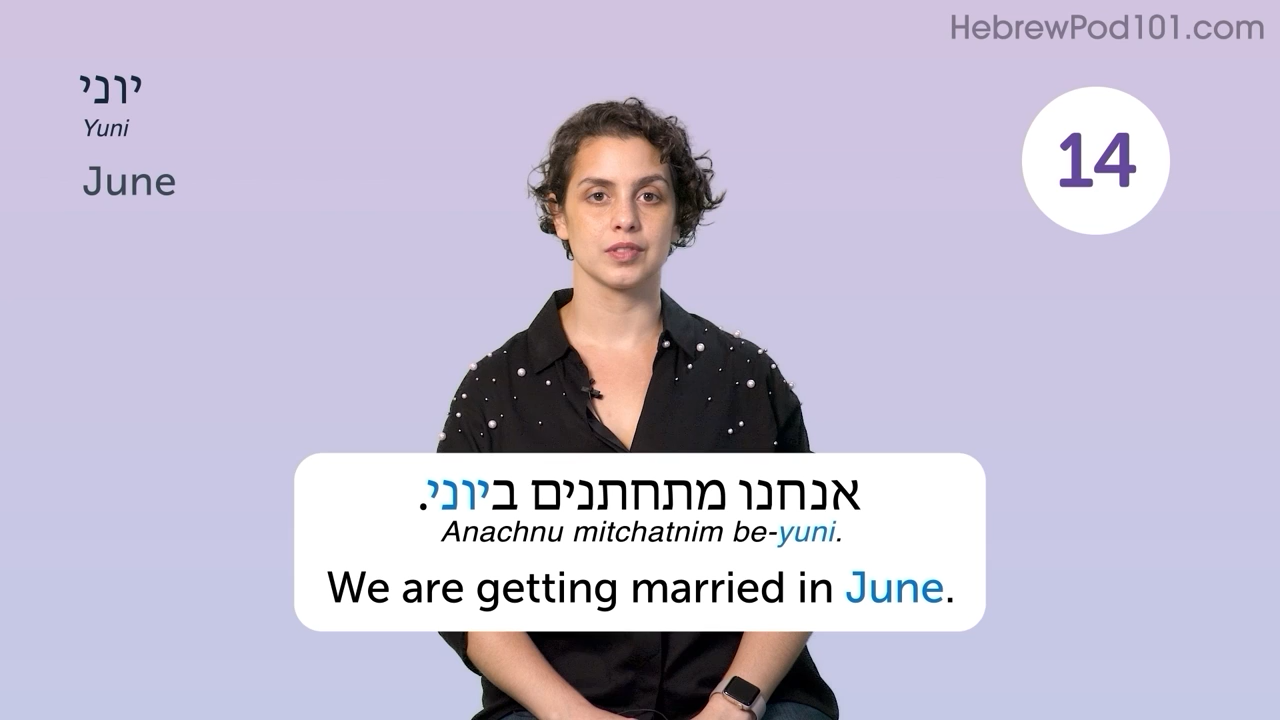 HebrewPod101.com
יוני
Yuni
June
14
אנחנו מתחתנים ביוני.
Anachnu mitchatnim be-yuni.
We are getting married in June.